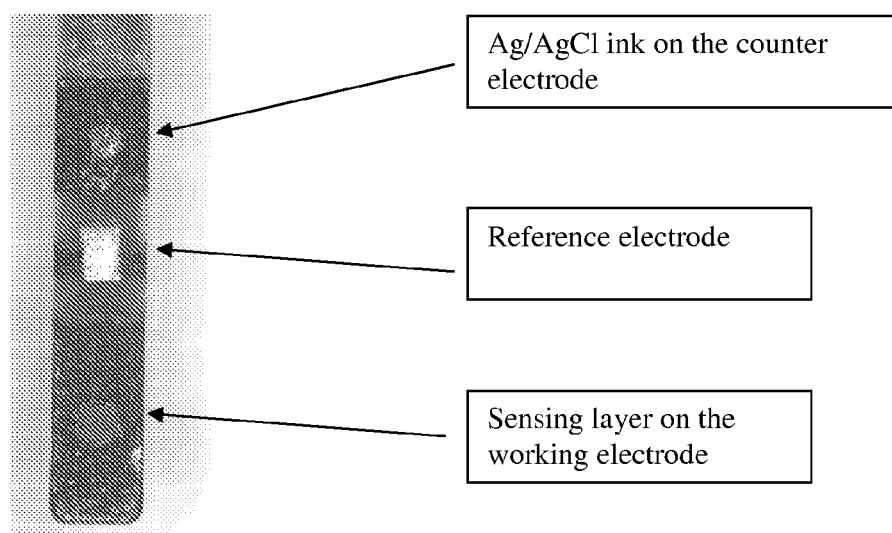 Ag/AgCl ink on the counter
electrode
Reference electrode
Sensing layer on the
working electrode